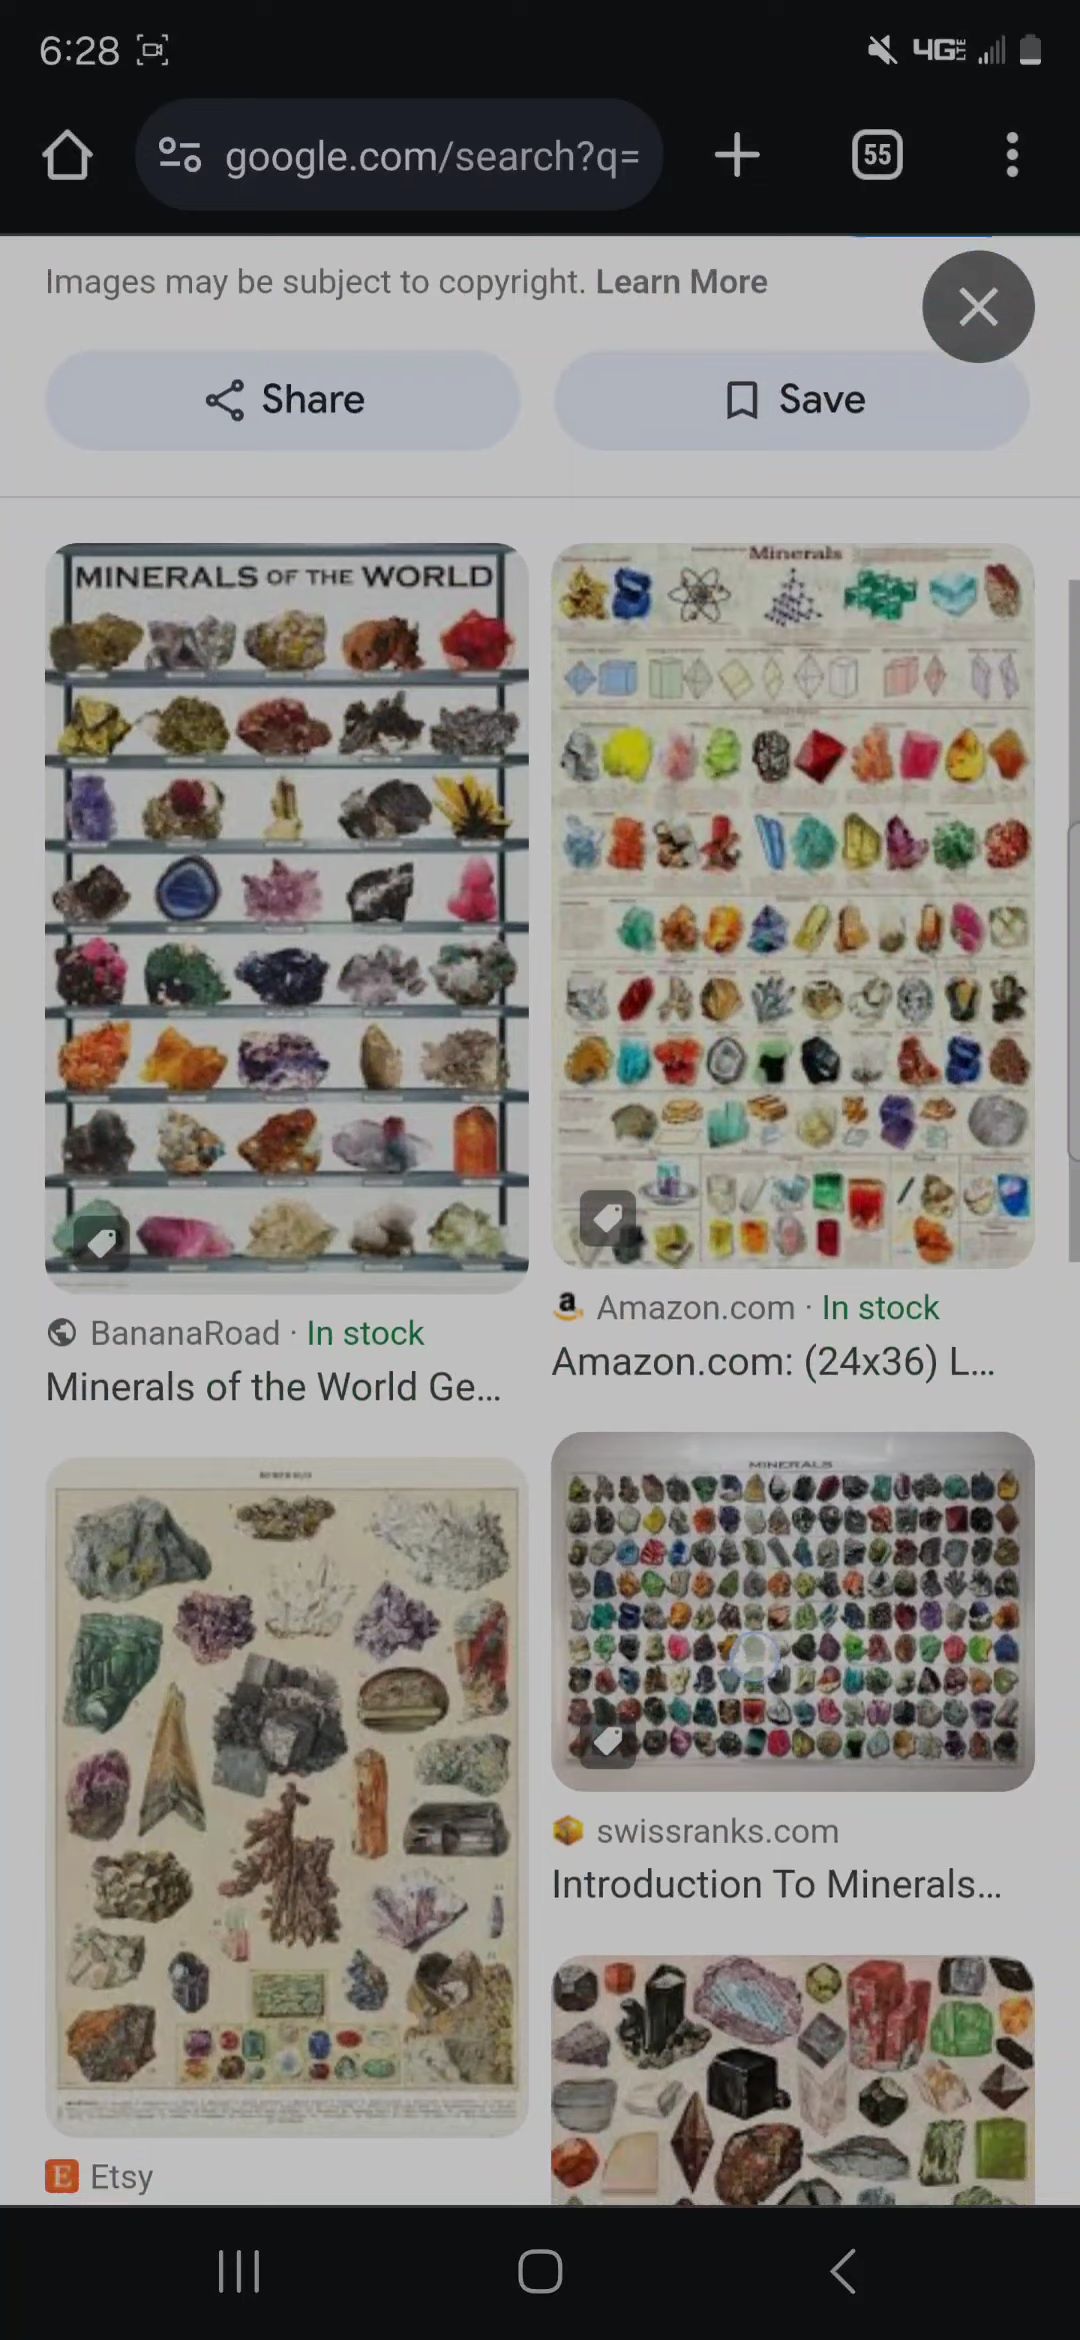 6:28
4G LTE
google.com/search?q=
55
Images may be subject to copyright. Learn More
Share
Save
MINERALS OF THE WORLD
Minerals
BananaRoad · In stock
Minerals of the World Ge...
Amazon.com · In stock
Amazon.com: (24x36) L...
MINERALS
swissranks.com
Introduction To Minerals...
E Etsy